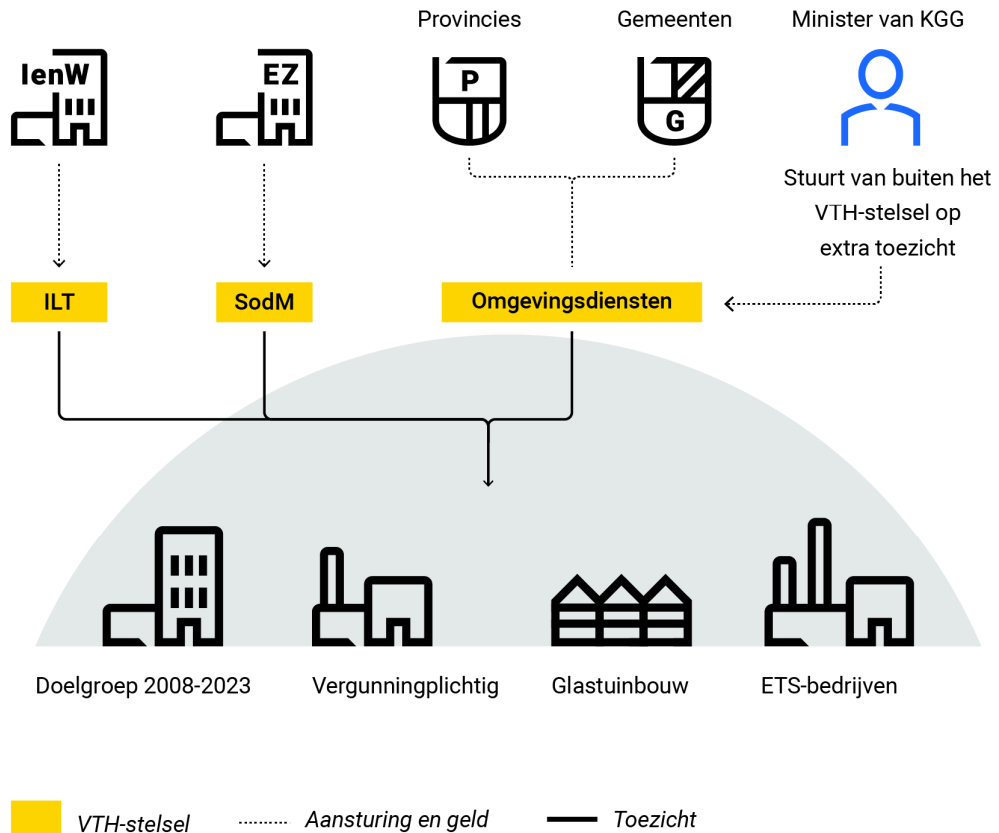 Provincies
Gemeenten
Minister van KGG
IenW
EZ
P
G
Stuurt van buiten het
VTH-stelsel op
extra toezicht
ILT
SodM
Omgevingsdiensten
Doelgroep 2008-2023
Vergunningplichtig
Glastuinbouw
ETS-bedrijven
VTH-stelsel
Aansturing en geld
Toezicht